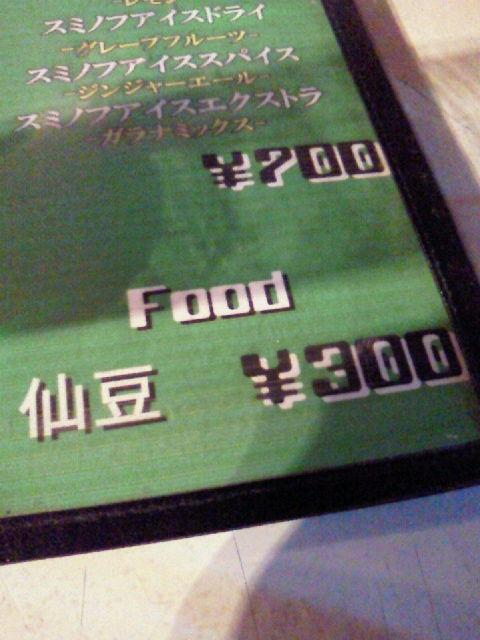 -レモン-
スミノフアイスドライ
-グレープフルーツ-
スミノフアイススパイス
-ジンジャーエール-
スミノフアイスエクストラ
-ガラナミックス-
¥700
Food
仙豆 ¥300